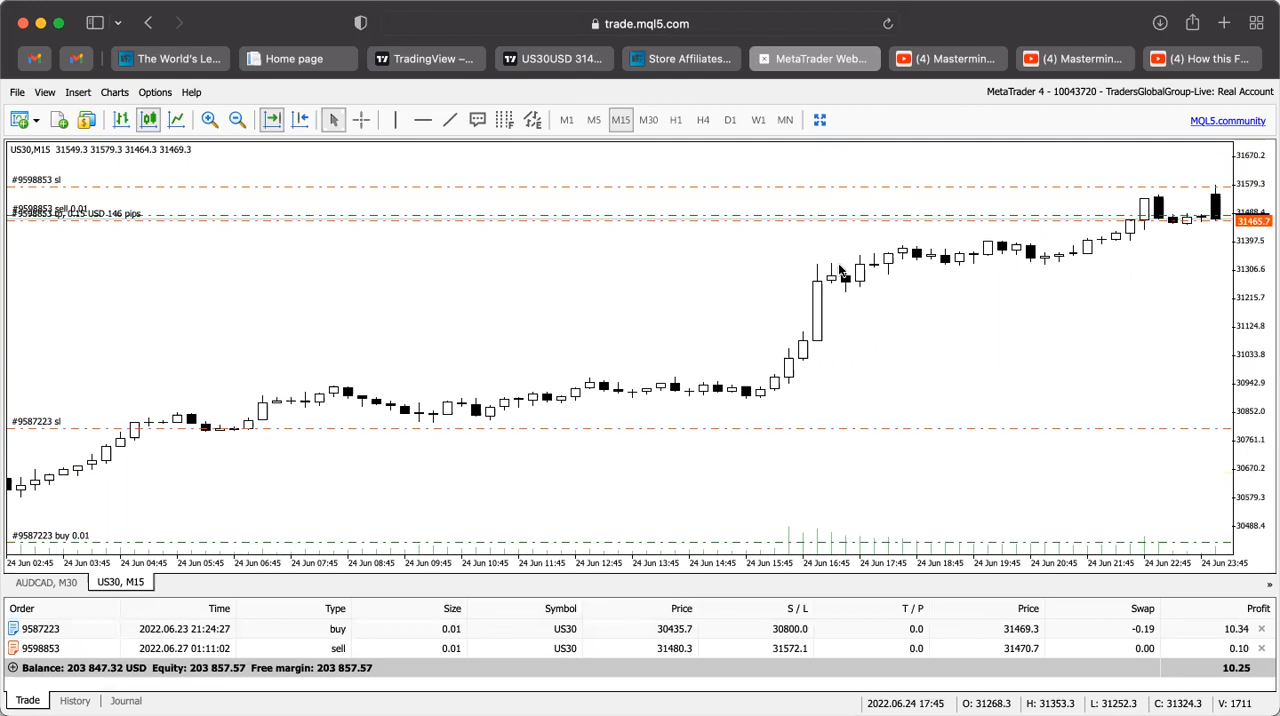 trade.mql5.com
The World's Le...
Home page
TradingView –...
US30USD 314...
Store Affiliates...
MetaTrader Web...
(4) Mastermin...
(4) Mastermin...
(4) How this F...
File View Insert Charts Options Help
MetaTrader 4 - 10043720 - TradersGlobalGroup-Live: Real Account
M1 M5 M15 M30 H1 H4 D1 W1 MN
MQL5.community
US30,M15 31549.3 31579.3 31464.3 31469.3
31670.2
#9598853 sl
31579.3
#9598853 sell 0.01
31488.4
#9598853 tp, 0.15 USD 146 pips
31465.7
31397.5
31306.6
31215.7
31124.8
31033.8
30942.9
30852.0
#9587223 sl
30761.1
30670.2
30579.3
30488.4
#9587223 buy 0.01
24 Jun 02:45 24 Jun 03:45 24 Jun 04:45 24 Jun 05:45 24 Jun 06:45 24 Jun 07:45 24 Jun 08:45 24 Jun 09:45 24 Jun 10:45 24 Jun 11:45 24 Jun 12:45 24 Jun 13:45 24 Jun 14:45 24 Jun 15:45 24 Jun 16:45 24 Jun 17:45 24 Jun 18:45 24 Jun 19:45 24 Jun 20:45 24 Jun 21:45 24 Jun 22:45 24 Jun 23:45
AUDCAD, M30 US30, M15 »
Order Time Type Size Symbol Price S / L T / P Price Swap Profit
9587223 2022.06.23 21:24:27 buy 0.01 US30 30435.7 30800.0 0.0 31469.3 -0.19 10.34
9598853 2022.06.27 01:11:02 sell 0.01 US30 31480.3 31572.1 0.0 31470.7 0.00 0.10
Balance: 203 847.32 USD Equity: 203 857.57 Free margin: 203 857.57 10.25
Trade History Journal
2022.06.24 17:45 O: 31268.3 H: 31353.3 L: 31252.3 C: 31324.3 V: 1711